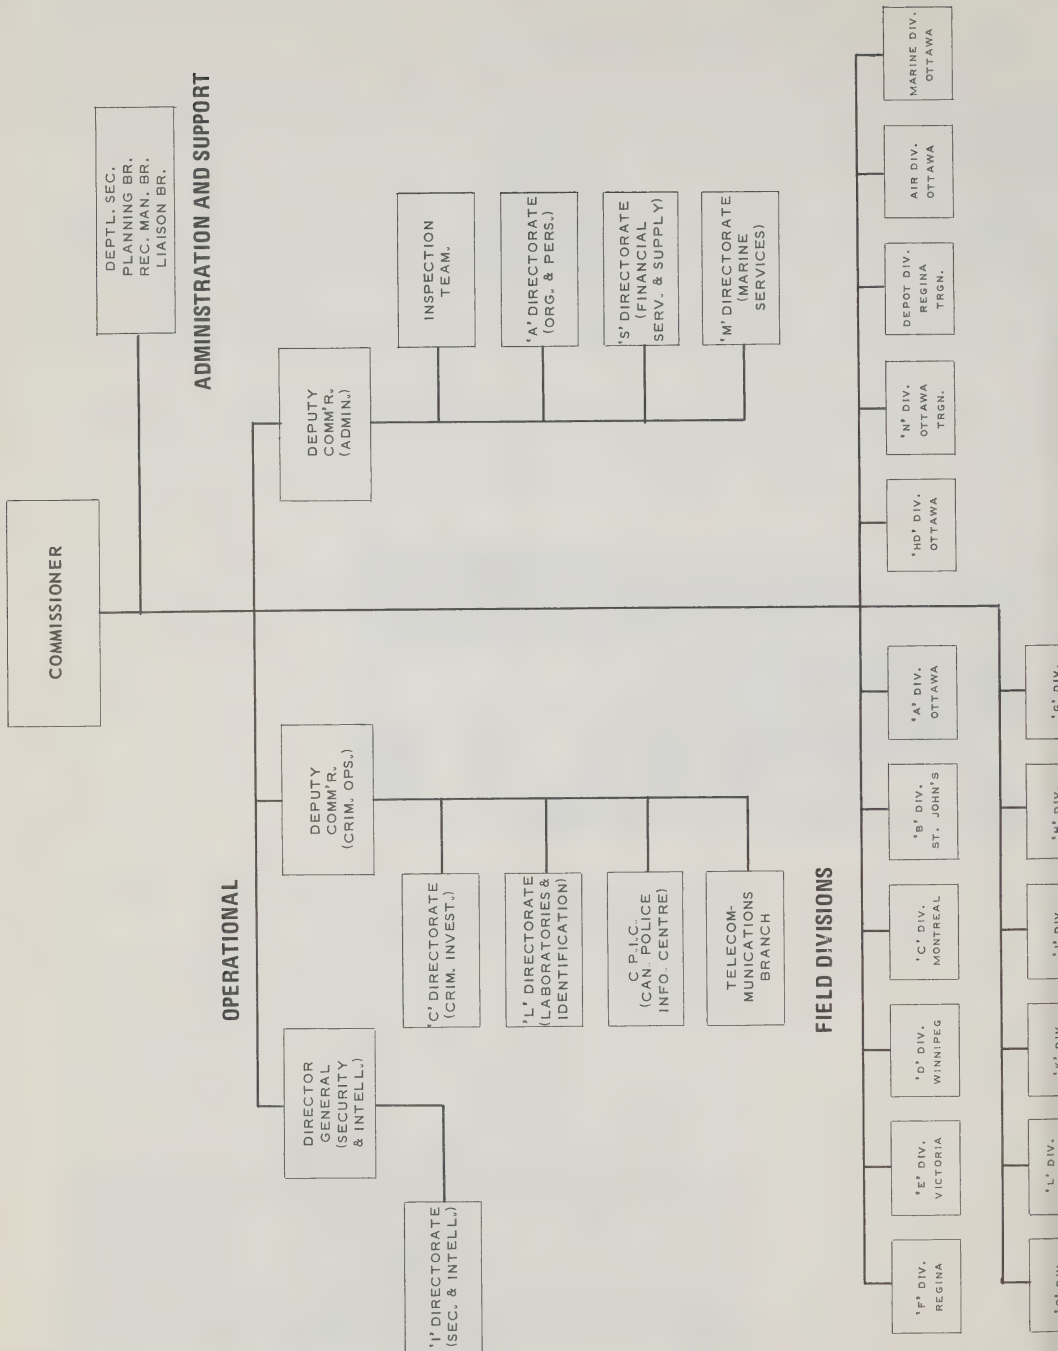 COMMISSIONER
DEPTL. SEC.
PLANNING BR.
REC. MAN. BR.
LIAISON BR.
OPERATIONAL
ADMINISTRATION AND SUPPORT
DIRECTOR
GENERAL
(SECURITY
& INTELL.)
DEPUTY
COMM'R.
(CRIM. OPS.)
DEPUTY
COMM'R.
(ADMIN.)
'I' DIRECTORATE
(SEC. & INTELL.)
'C' DIRECTORATE
(CRIM. INVEST.)
'L' DIRECTORATE
(LABORATORIES &
IDENTIFICATION)
C P.I.C.
(CAN. POLICE
INFO. CENTRE)
TELECOM-
MUNICATIONS
BRANCH
INSPECTION
TEAM.
'A' DIRECTORATE
(ORG. & PERS.)
'S' DIRECTORATE
(FINANCIAL
SERV. & SUPPLY)
'M' DIRECTORATE
(MARINE
SERVICES)
FIELD DIVISIONS
'F' DIV.
REGINA
'E' DIV.
VICTORIA
'D' DIV.
WINNIPEG
'C' DIV.
MONTREAL
'B' DIV.
ST. JOHN'S
'A' DIV.
OTTAWA
'HD' DIV.
OTTAWA
'N' DIV.
OTTAWA
TRGN.
DEPOT DIV.
REGINA
TRGN.
AIR DIV.
OTTAWA
MARINE DIV.
OTTAWA
'L' DIV.
DIV.
DIV.
DIV.
DIV.